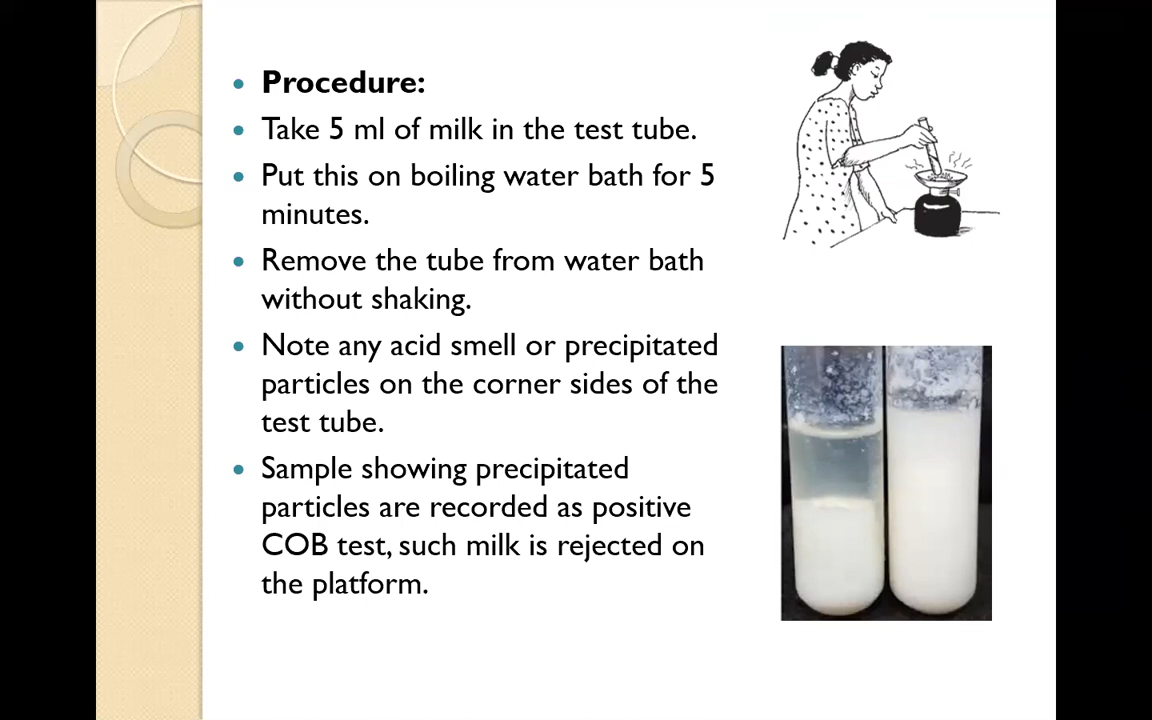 Procedure:
Take 5 ml of milk in the test tube.
Put this on boiling water bath for 5
minutes.
Remove the tube from water bath
without shaking.
Note any acid smell or precipitated
particles on the corner sides of the
test tube.
Sample showing precipitated
particles are recorded as positive
COB test, such milk is rejected on
the platform.